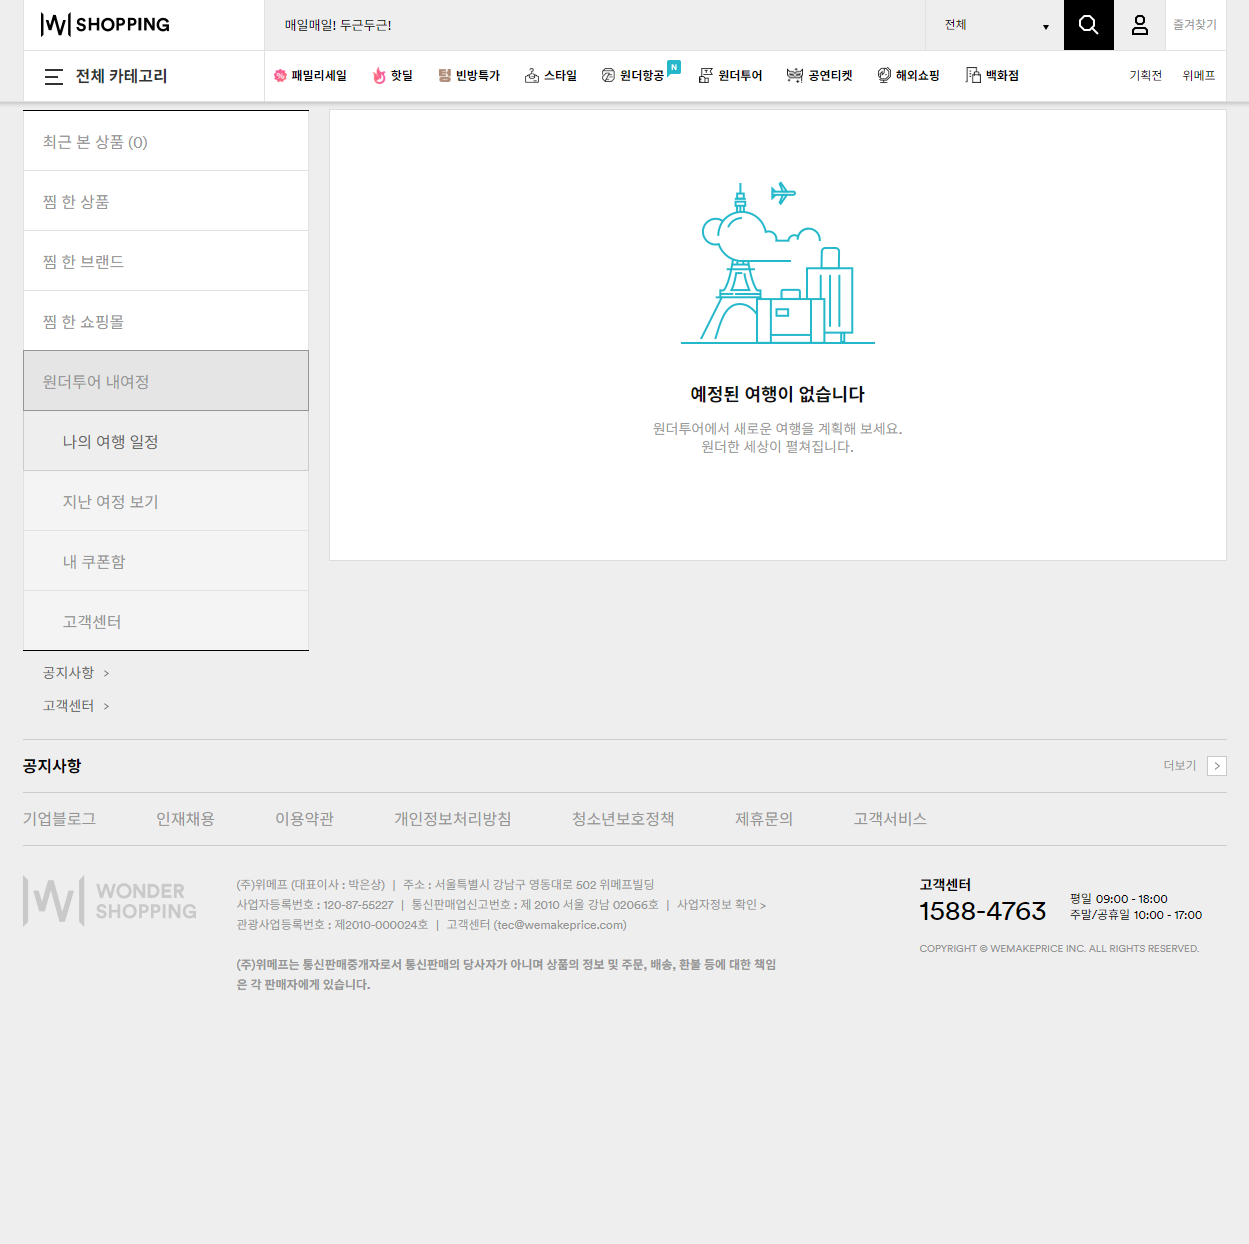 W SHOPPING
매일매일! 두근두근!
전체
즐겨찾기
전체 카테고리
패밀리세일
핫딜
텅 빈방특가
스타일
원더항공
N
원더투어
공연티켓
해외쇼핑
백화점
기획전
위메프
최근 본 상품 (0)
찜 한 상품
찜 한 브랜드
찜 한 쇼핑몰
원더투어 내여정
나의 여행 일정
지난 여정 보기
내 쿠폰함
고객센터
공지사항 >
고객센터 >
예정된 여행이 없습니다
원더투어에서 새로운 여행을 계획해 보세요.
원더한 세상이 펼쳐집니다.
공지사항
더보기 >
기업블로그
인재채용
이용약관
개인정보처리방침
청소년보호정책
제휴문의
고객서비스
W WONDER
SHOPPING
(주)위메프 (대표이사 : 박은상) | 주소 : 서울특별시 강남구 영동대로 502 위메프빌딩
사업자등록번호 : 120-87-55227 | 통신판매업신고번호 : 제 2010 서울 강남 02066호 | 사업자정보 확인 >
관광사업등록번호 : 제2010-000024호 | 고객센터 (tec@wemakeprice.com)
(주)위메프는 통신판매중개자로서 통신판매의 당사자가 아니며 상품의 정보 및 주문, 배송, 환불 등에 대한 책임
은 각 판매자에게 있습니다.
고객센터
1588-4763
평일 09:00 - 18:00
주말/공휴일 10:00 - 17:00
COPYRIGHT © WEMAKEPRICE INC. ALL RIGHTS RESERVED.